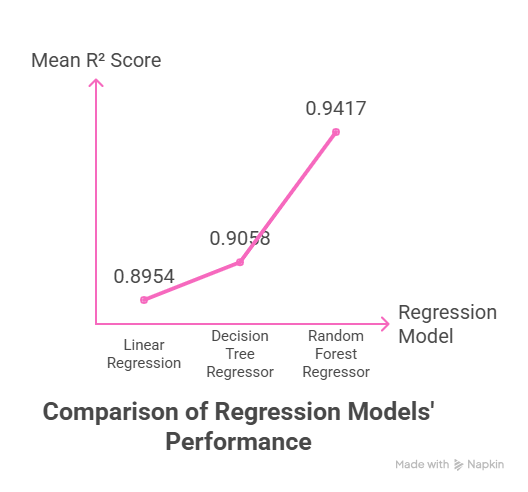 Mean R² Score
0.9417
0.9058
0.8954
Regression
Model
Linear
Regression
Decision
Tree
Regressor
Random
Forest
Regressor
Comparison of Regression Models'
Performance
Made with Napkin